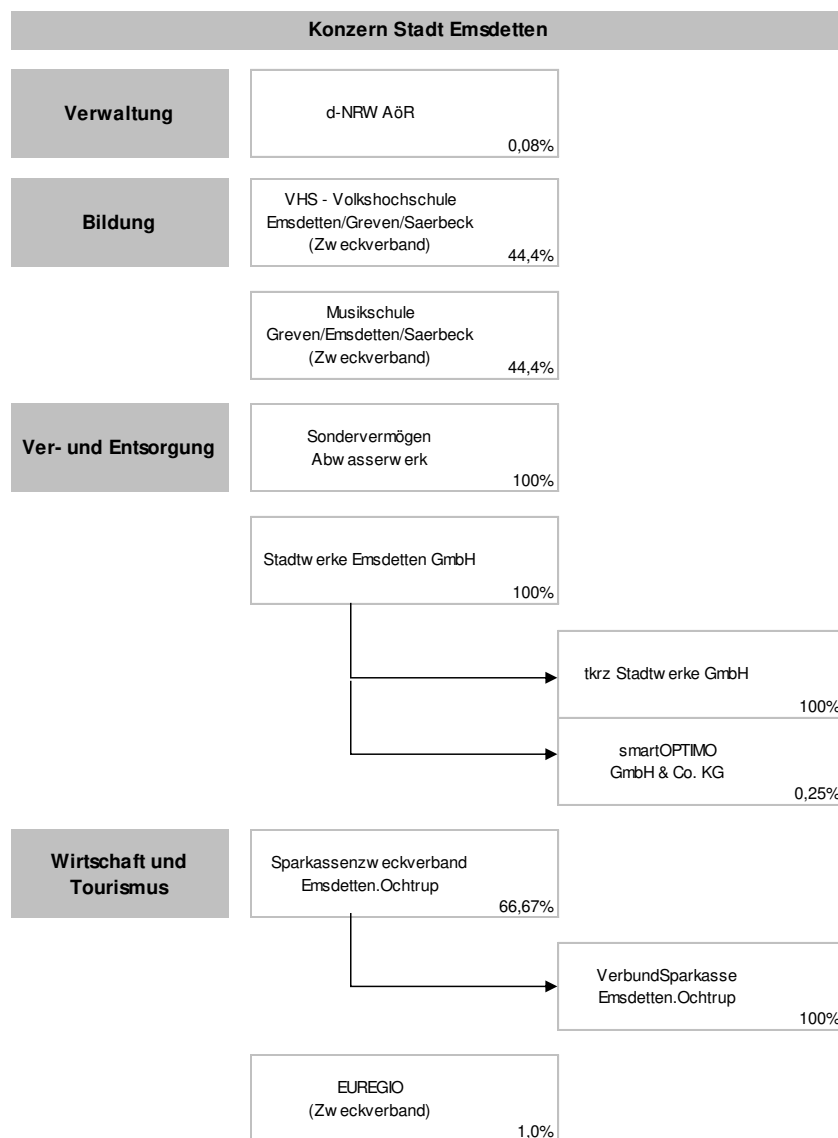 Konzern Stadt Emsdetten
Verwaltung
d-NRW AöR
0,08%
Bildung
VHS - Volkshochschule
Emsdetten/Greven/Saerbeck
(Zweckverband)
44,4%
Musikschule
Greven/Emsdetten/Saerbeck
(Zweckverband)
44,4%
Ver- und Entsorgung
Sondervermögen
Abwasserwerk
100%
Stadtwerke Emsdetten GmbH
100%
tkrz Stadtwerke GmbH
100%
smartOPTIMO
GmbH & Co. KG
0,25%
Wirtschaft und
Tourismus
Sparkassenzweckverband
Emsdetten.Ochtrup
66,67%
VerbundSparkasse
Emsdetten.Ochtrup
100%
EUREGIO
(Zweckverband)
1,0%